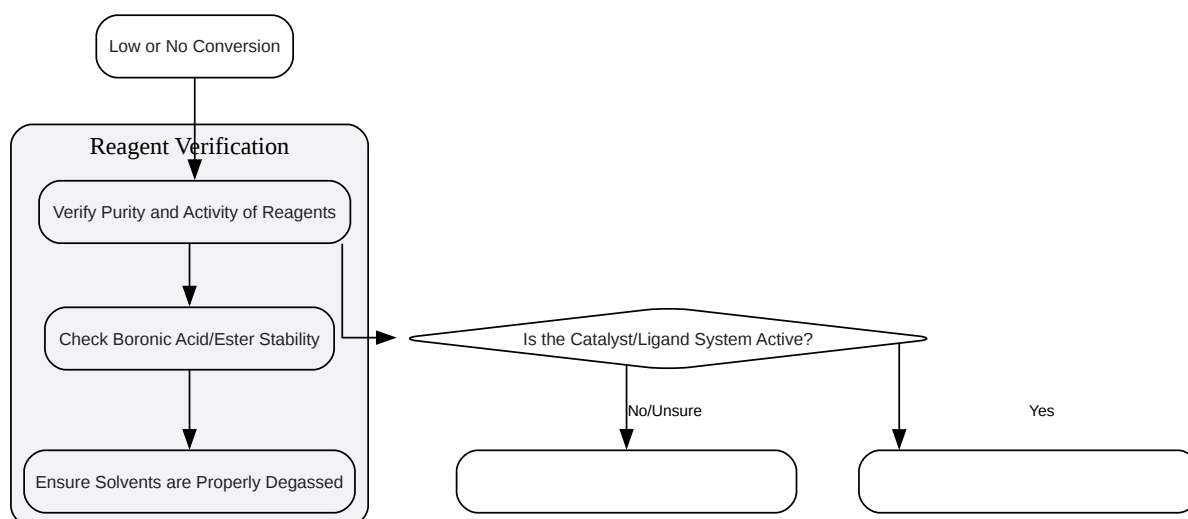 Low or No Conversion
Reagent Verification
Verify Purity and Activity of Reagents
Check Boronic Acid/Ester Stability
Is the Catalyst/Ligand System Active?
No/Unsure
Yes
Ensure Solvents are Properly Degassed